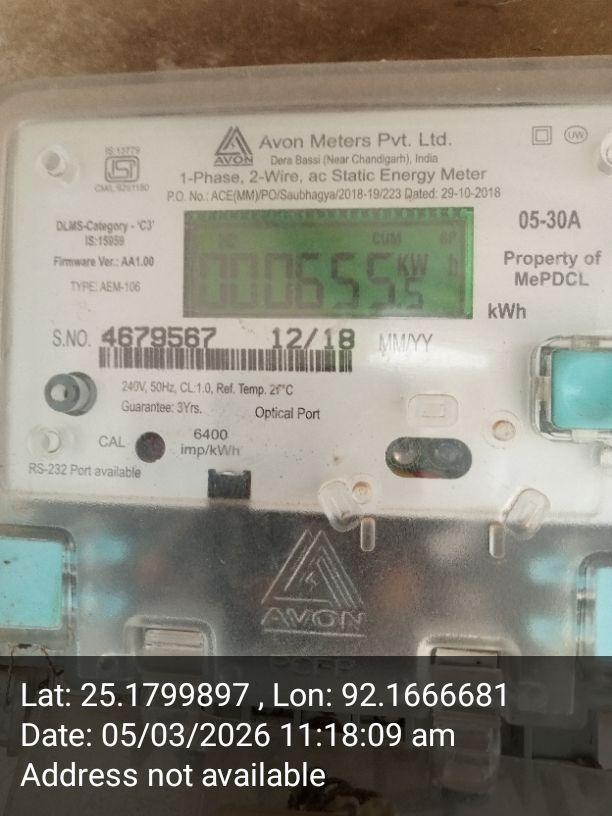 IS:13779
CM/L 9291180
AVON
Avon Meters Pvt. Ltd.
Dera Bassi (Near Chandigarh), India
1-Phase, 2-Wire, ac Static Energy Meter
P.O. No.: ACE(MM)/PO/Saubhagya/2018-19/223 Dated: 29-10-2018
UW
DLMS-Category - 'C3'
IS:15959
Firmware Ver.: AA1.00
TYPE: AEM-106
CUM
000655
KW h
05-30A
Property of
MePDCL
kWh
S.NO. 4679567 12/18 MM/YY
240V, 50Hz, CL:1.0, Ref. Temp. 27°C
Guarantee: 3Yrs.
Optical Port
CAL
6400
imp/kWh
RS-232 Port available
AVON
Lat: 25.1799897 , Lon: 92.1666681
Date: 05/03/2026 11:18:09 am
Address not available